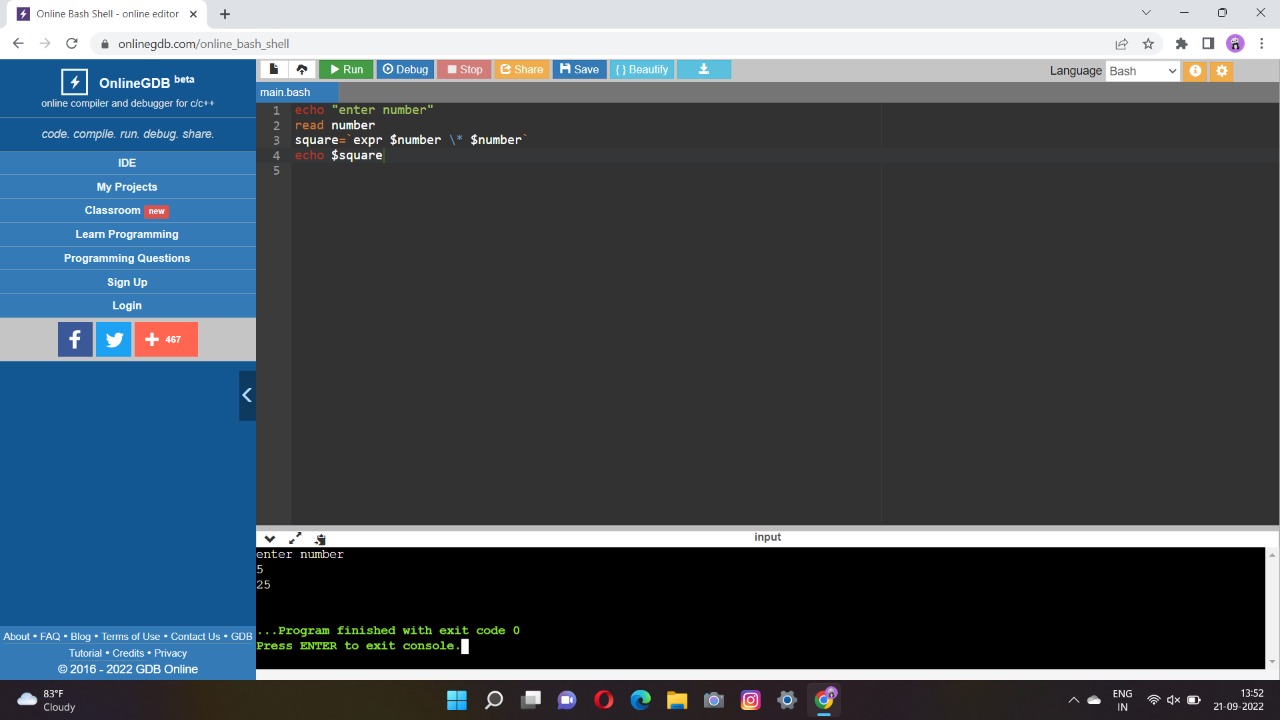 Online Bash Shell - online editor
onlinegdb.com/online_bash_shell
OnlineGDB beta
online compiler and debugger for c/c++
code. compile. run. debug. share.
IDE
My Projects
Classroom new
Learn Programming
Programming Questions
Sign Up
Login
467
About • FAQ • Blog • Terms of Use • Contact Us • GDB
Tutorial • Credits • Privacy
© 2016 - 2022 GDB Online
Run Debug Stop Share Save { } Beautify
Language Bash
main.bash
1 echo "enter number"
2 read number
3 square=`expr $number \* $number`
4 echo $square
5
input
enter number
5
25
...Program finished with exit code 0
Press ENTER to exit console.
83°F
Cloudy
ENG
IN
13:52
21-09-2022